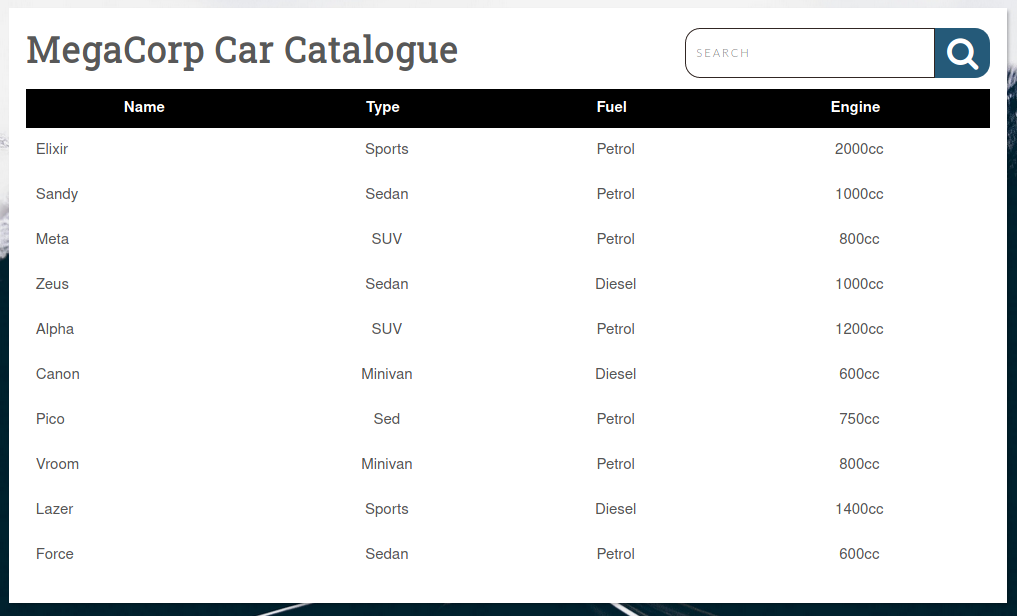 MegaCorp Car Catalogue
SEARCH
Name Type Fuel Engine
Elixir Sports Petrol 2000cc
Sandy Sedan Petrol 1000cc
Meta SUV Petrol 800cc
Zeus Sedan Diesel 1000cc
Alpha SUV Petrol 1200cc
Canon Minivan Diesel 600cc
Pico Sed Petrol 750cc
Vroom Minivan Petrol 800cc
Lazer Sports Diesel 1400cc
Force Sedan Petrol 600cc